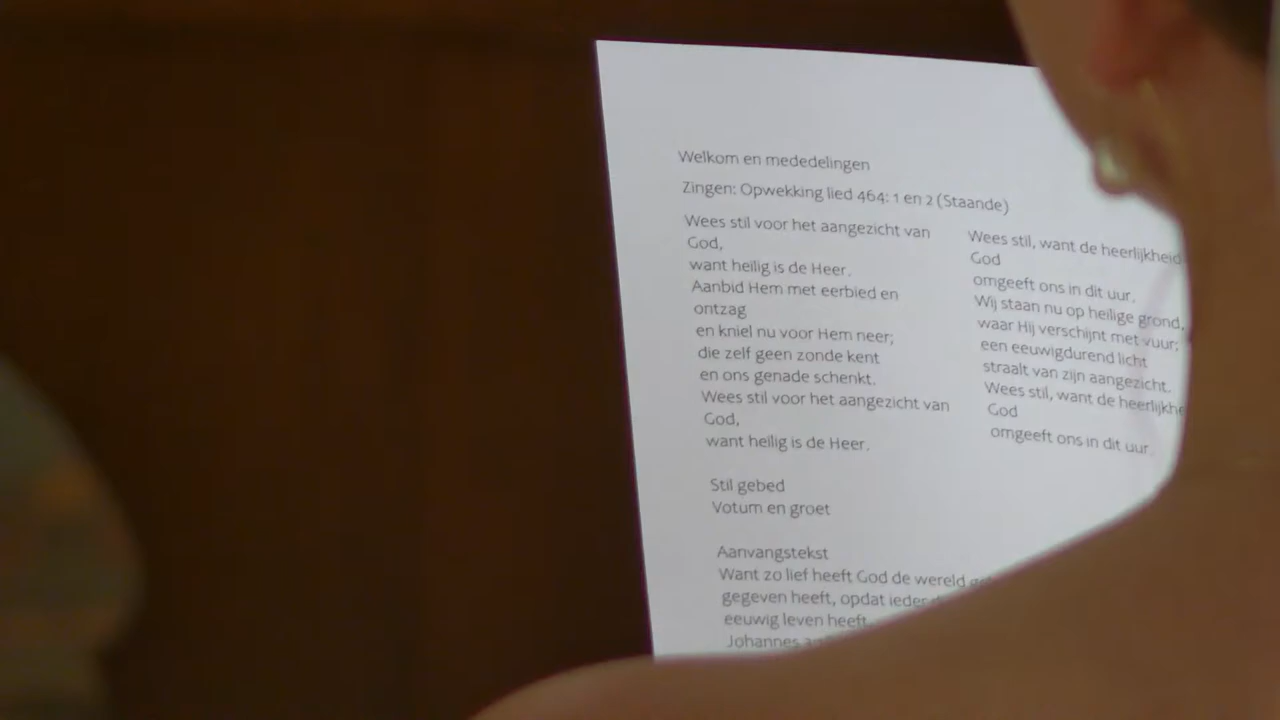 Welkom en mededelingen
Zingen: Opwekking lied 464: 1 en 2 (Staande)
Wees stil voor het aangezicht van
God,
want heilig is de Heer.
Aanbid Hem met eerbied en
ontzag
en kniel nu voor Hem neer;
die zelf geen zonde kent
en ons genade schenkt.
Wees stil voor het aangezicht van
God,
want heilig is de Heer.
Wees stil, want de heerlijkheid
God
omgeeft ons in dit uur.
Wij staan nu op heilige grond,
waar Hij verschijnt met vuur;
een eeuwigdurend licht
straalt van zijn aangezicht.
Wees stil, want de
God
omgeeft ons in dit uur.
Stil gebed
Votum en groet
Aanvangstekst
Want zo lief heeft God de wereld
gegeven heeft, opdat ieder
eeuwig leven heeft.
Johannes